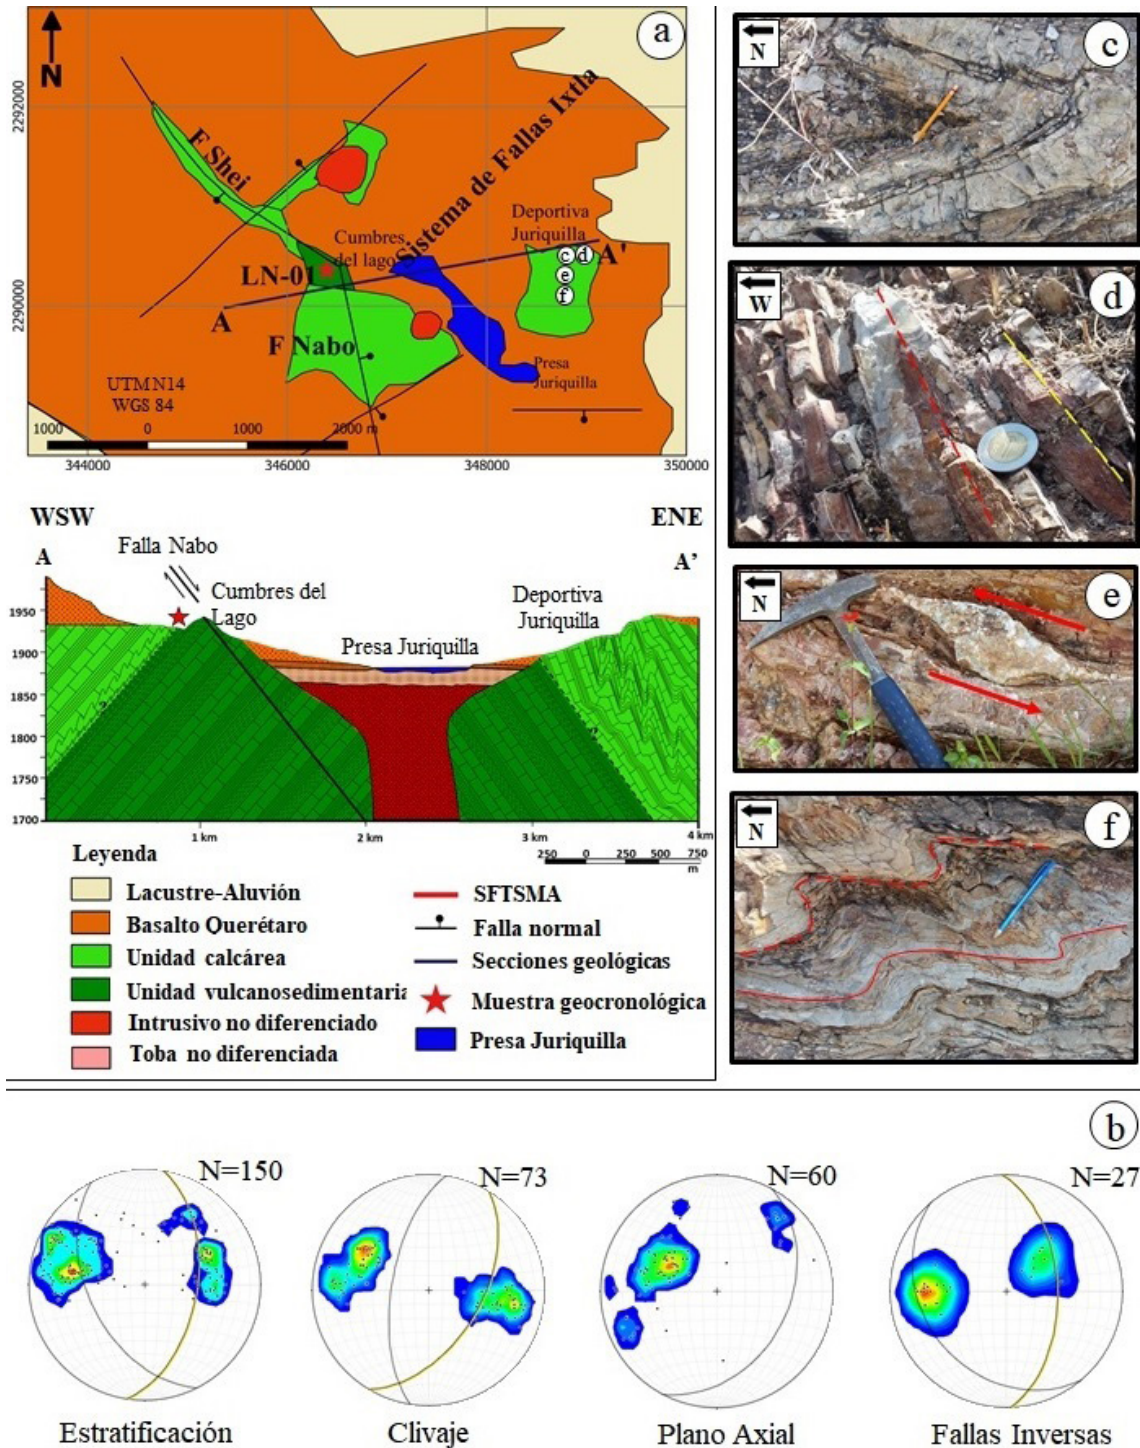 a
N
2292000
2290000
F Shei
Sistema de Fallas Ixtla
Deportiva
Juriquilla
Cumbres
del lago
LN-01
A
A'
c
d
e
f
F Nabo
Presa
Juriquilla
UTM N14
WGS 84
1000
0
1000
2000 m
344000
346000
348000
350000
WSW
ENE
A
A’
Falla Nabo
Cumbres del
Lago
Deportiva
Juriquilla
Presa Juriquilla
1950
1900
1850
1800
1750
1700
?
?
1 km
2 km
3 km
4 km
250 0 250 500 750
m
Leyenda
Lacustre-Aluvión
Basalto Querétaro
Unidad calcárea
Unidad vulcanosedimentaria
Intrusivo no diferenciado
Toba no diferenciada
SFTSMA
Falla normal
Secciones geológicas
Muestra geocronológica
Presa Juriquilla
N
c
W
d
N
e
N
f
b
N=150
N=73
N=60
N=27
Estratificación
Clivaje
Plano Axial
Fallas Inversas